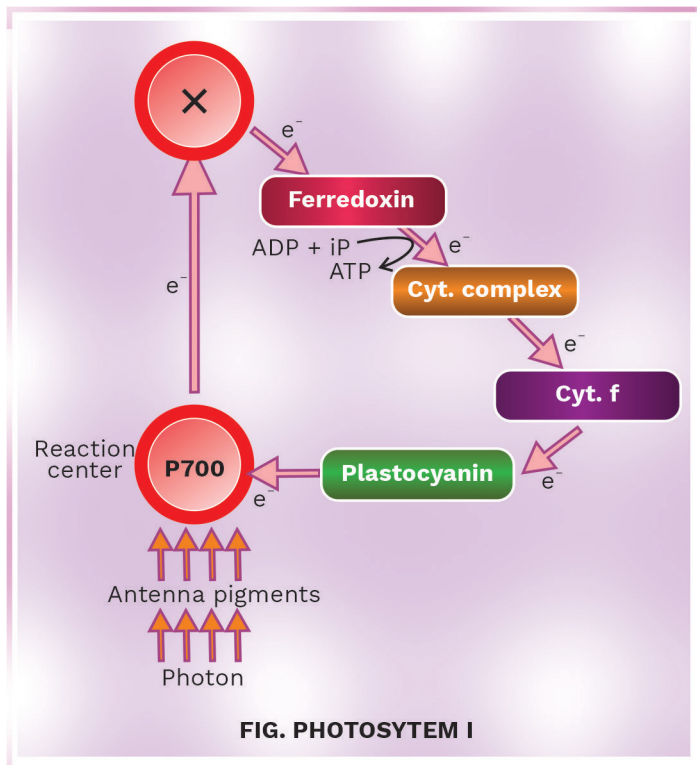 ×
e⁻
Ferredoxin
ADP + iP
ATP
e⁻
Cyt. complex
e⁻
e⁻
Cyt. f
Reaction
center
P700
Plastocyanin
e⁻
e⁻
Antenna pigments
Photon
FIG. PHOTOSYTEM I